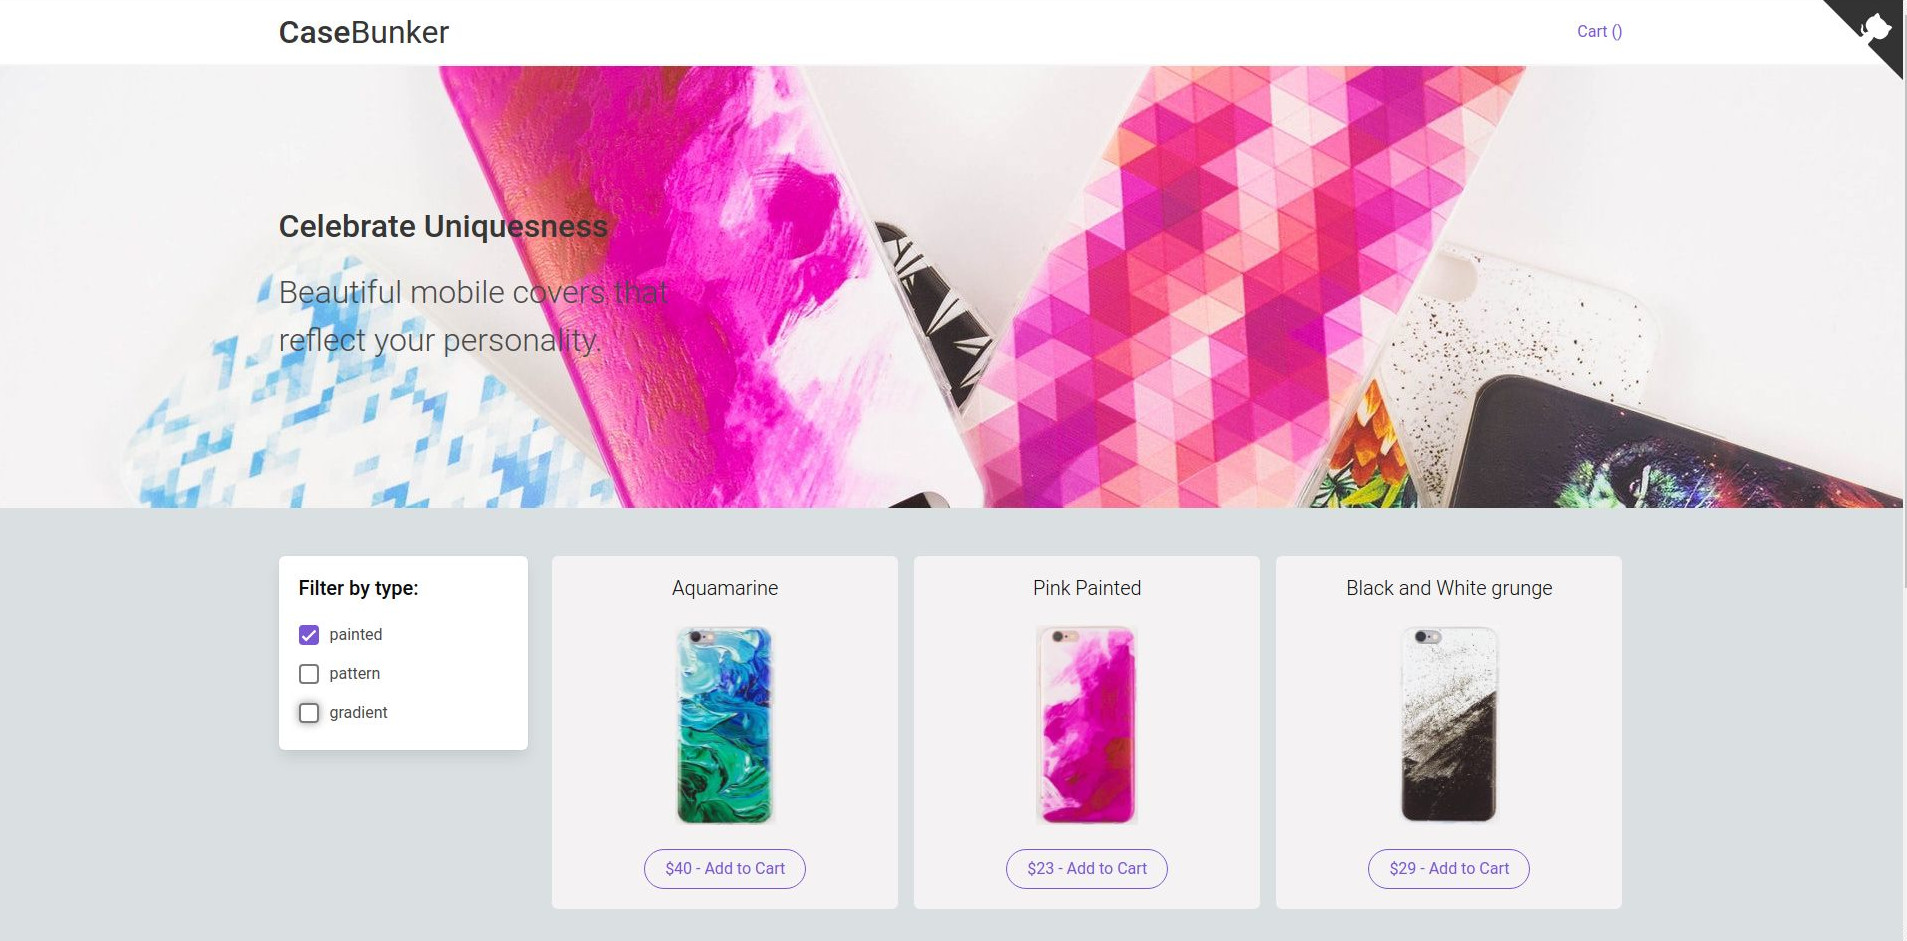 CaseBunker
Cart ()
Celebrate Uniquesness
Beautiful mobile covers that
reflect your personality.
Filter by type:
painted
pattern
gradient
Aquamarine
$40 - Add to Cart
Pink Painted
$23 - Add to Cart
Black and White grunge
$29 - Add to Cart